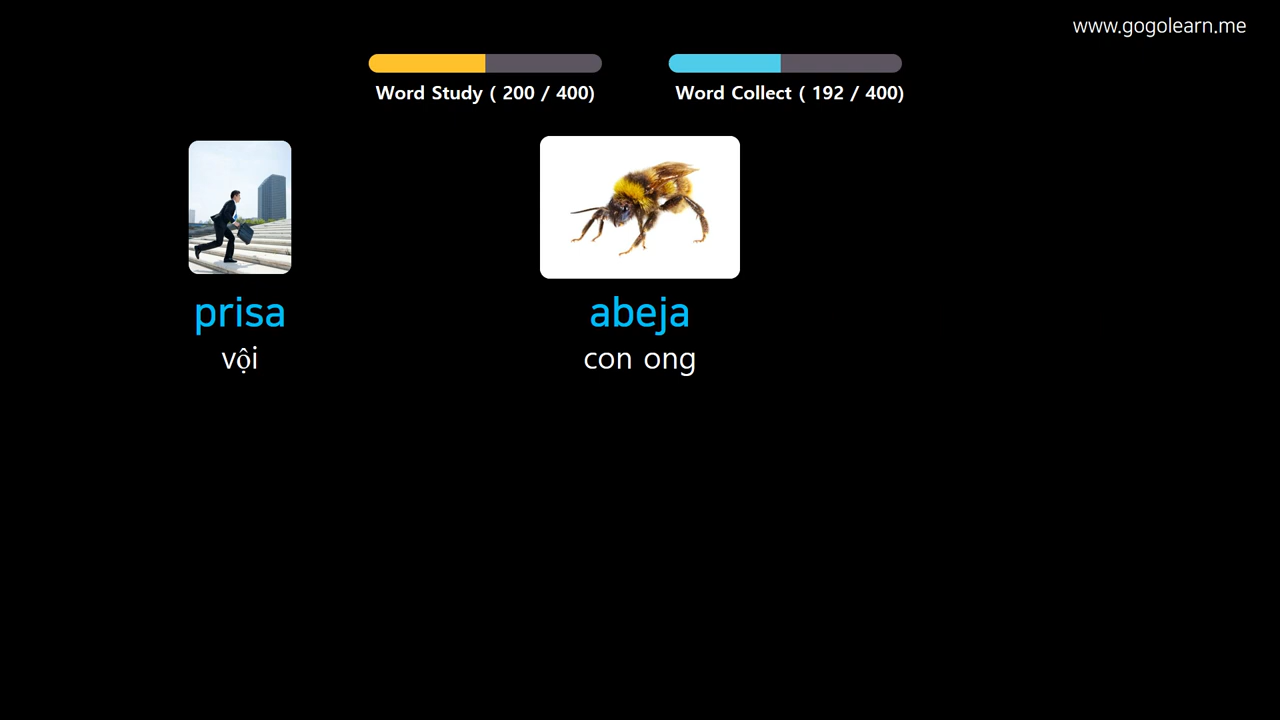 www.gogolearn.me
Word Study ( 200 / 400)
Word Collect ( 192 / 400)
prisa
vội
abeja
con ong